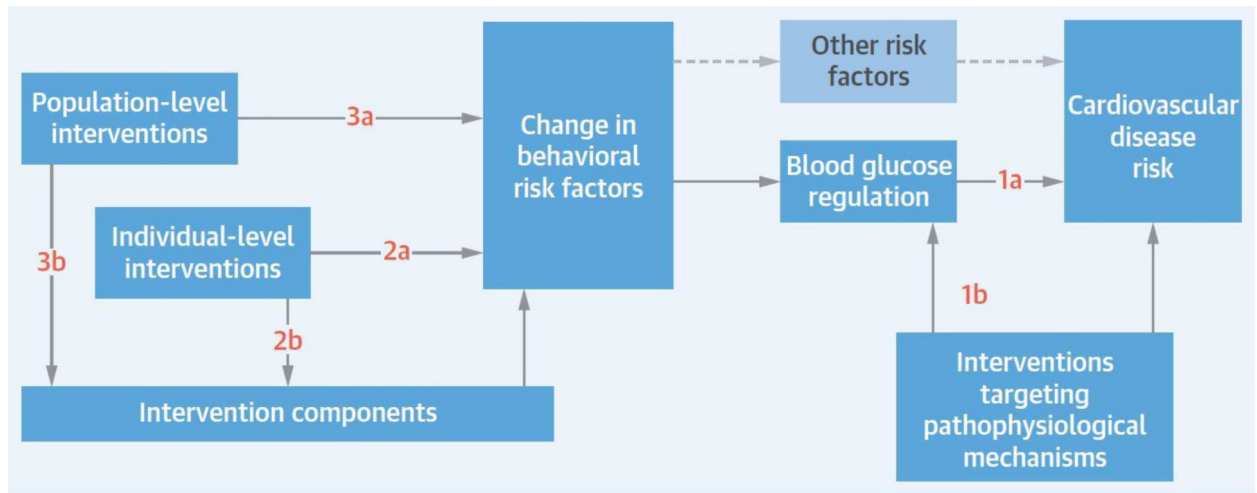 Population-level
interventions
3a
3b
Individual-level
interventions
2a
2b
Intervention components
Change in
behavioral
risk factors
Other risk
factors
Blood glucose
regulation
1a
1b
Cardiovascular
disease
risk
Interventions
targeting
pathophysiological
mechanisms